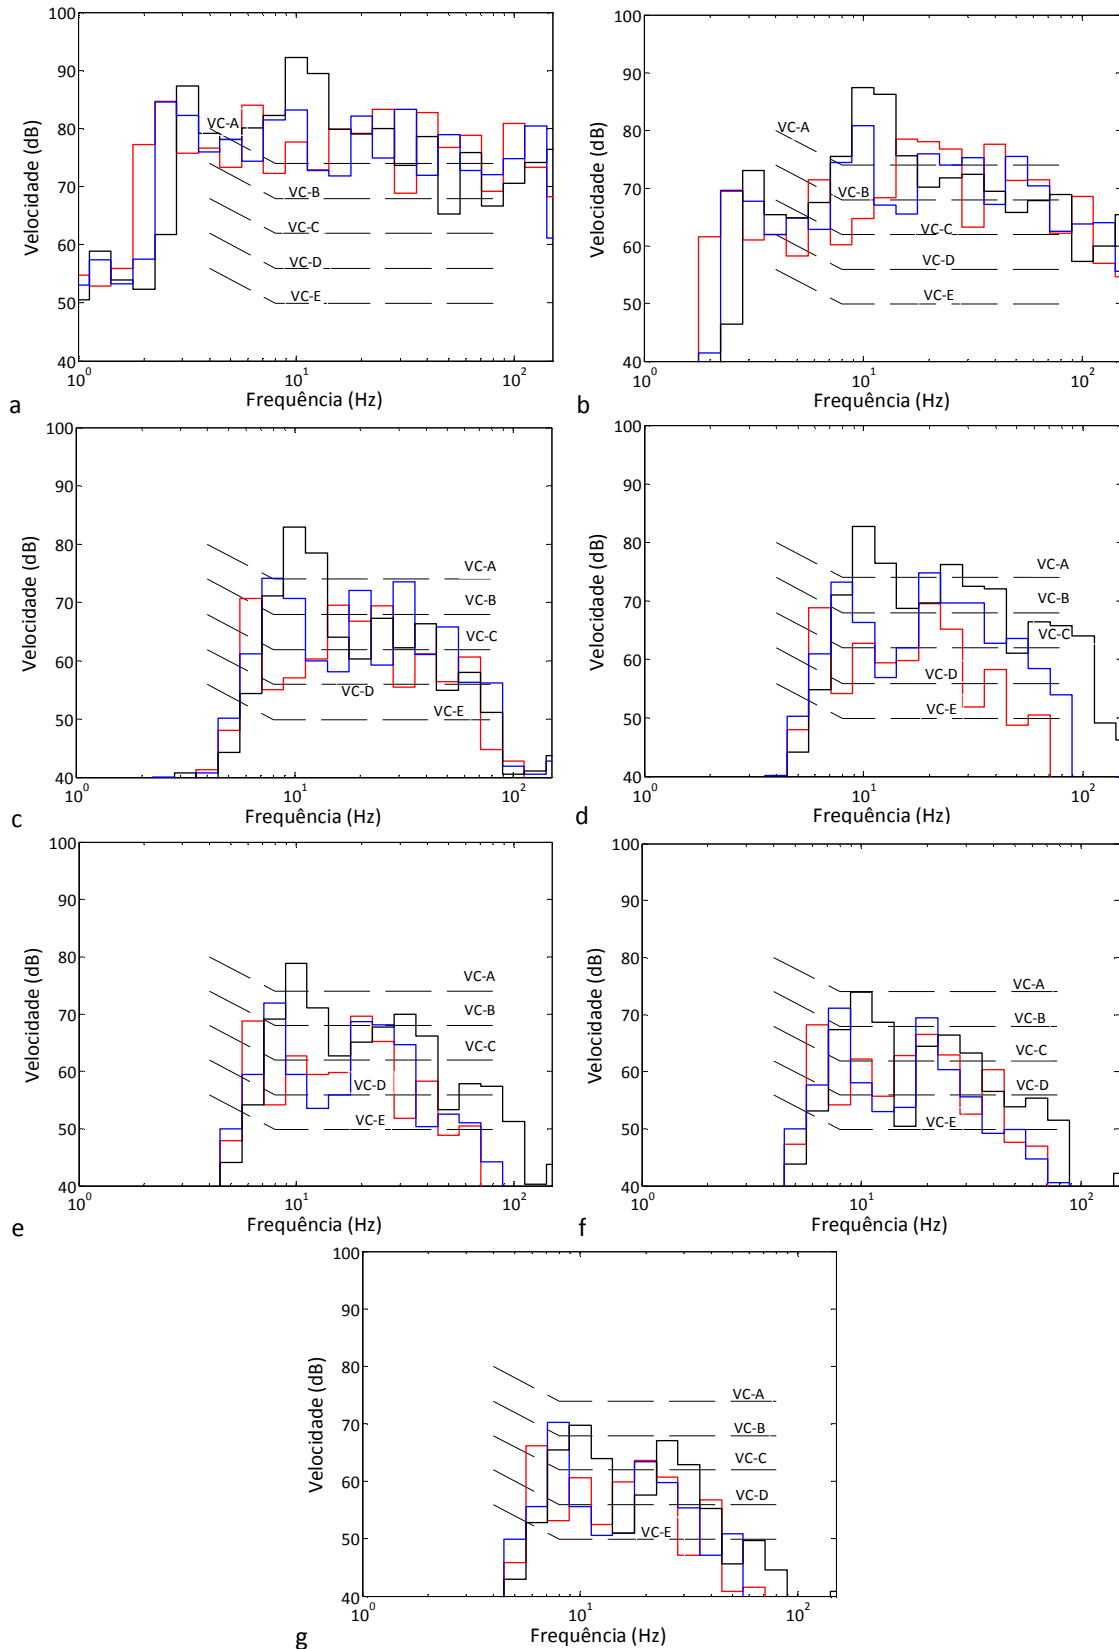 100
90
80
70
60
50
40
Velocidade (dB)
VC-A
VC-B
VC-C
VC-D
VC-E
10^0
10^1
10^2
Frequência (Hz)
a
100
90
80
70
60
50
40
Velocidade (dB)
VC-A
VC-B
VC-C
VC-D
VC-E
10^0
10^1
10^2
Frequência (Hz)
b
100
90
80
70
60
50
40
Velocidade (dB)
VC-A
VC-B
VC-C
VC-D
VC-E
10^0
10^1
10^2
Frequência (Hz)
c
100
90
80
70
60
50
40
Velocidade (dB)
VC-A
VC-B
VC-C
VC-D
VC-E
10^0
10^1
10^2
Frequência (Hz)
d
100
90
80
70
60
50
40
Velocidade (dB)
VC-A
VC-B
VC-C
VC-D
VC-E
10^0
10^1
10^2
Frequência (Hz)
e
100
90
80
70
60
50
40
Velocidade (dB)
VC-A
VC-B
VC-C
VC-D
VC-E
10^0
10^1
10^2
Frequência (Hz)
f
100
90
80
70
60
50
40
Velocidade (dB)
VC-A
VC-B
VC-C
VC-D
VC-E
10^0
10^1
10^2
Frequência (Hz)
g